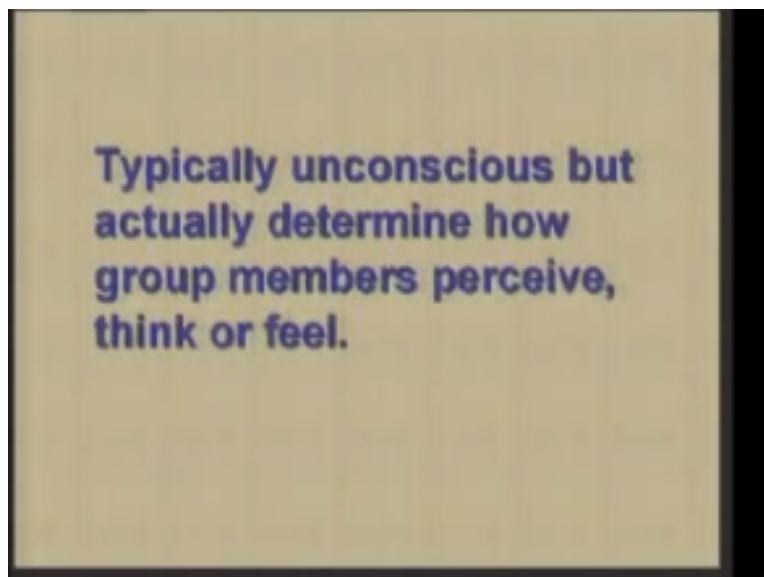 Typically unconscious but
actually determine how
group members perceive,
think or feel.